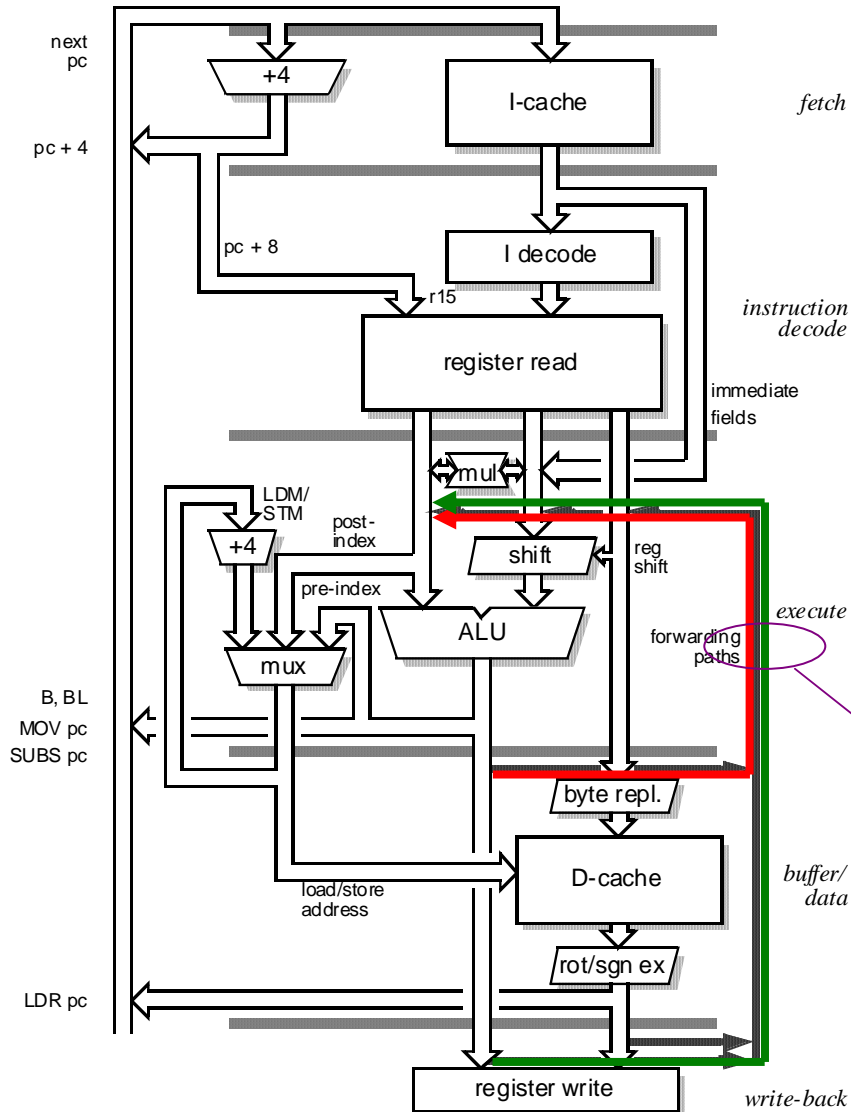 next
pc
+4
I-cache
fetch
pc + 4
pc + 8
I decode
r15
instruction
decode
register read
immediate
fields
mul
LDM/
STM
post-
index
+4
shift
reg
shift
pre-index
execute
ALU
forwarding
paths
mux
B, BL
MOV pc
SUBS pc
byte repl.
D-cache
buffer/
data
load/store
address
rot/sgn ex
LDR pc
register write
write-back